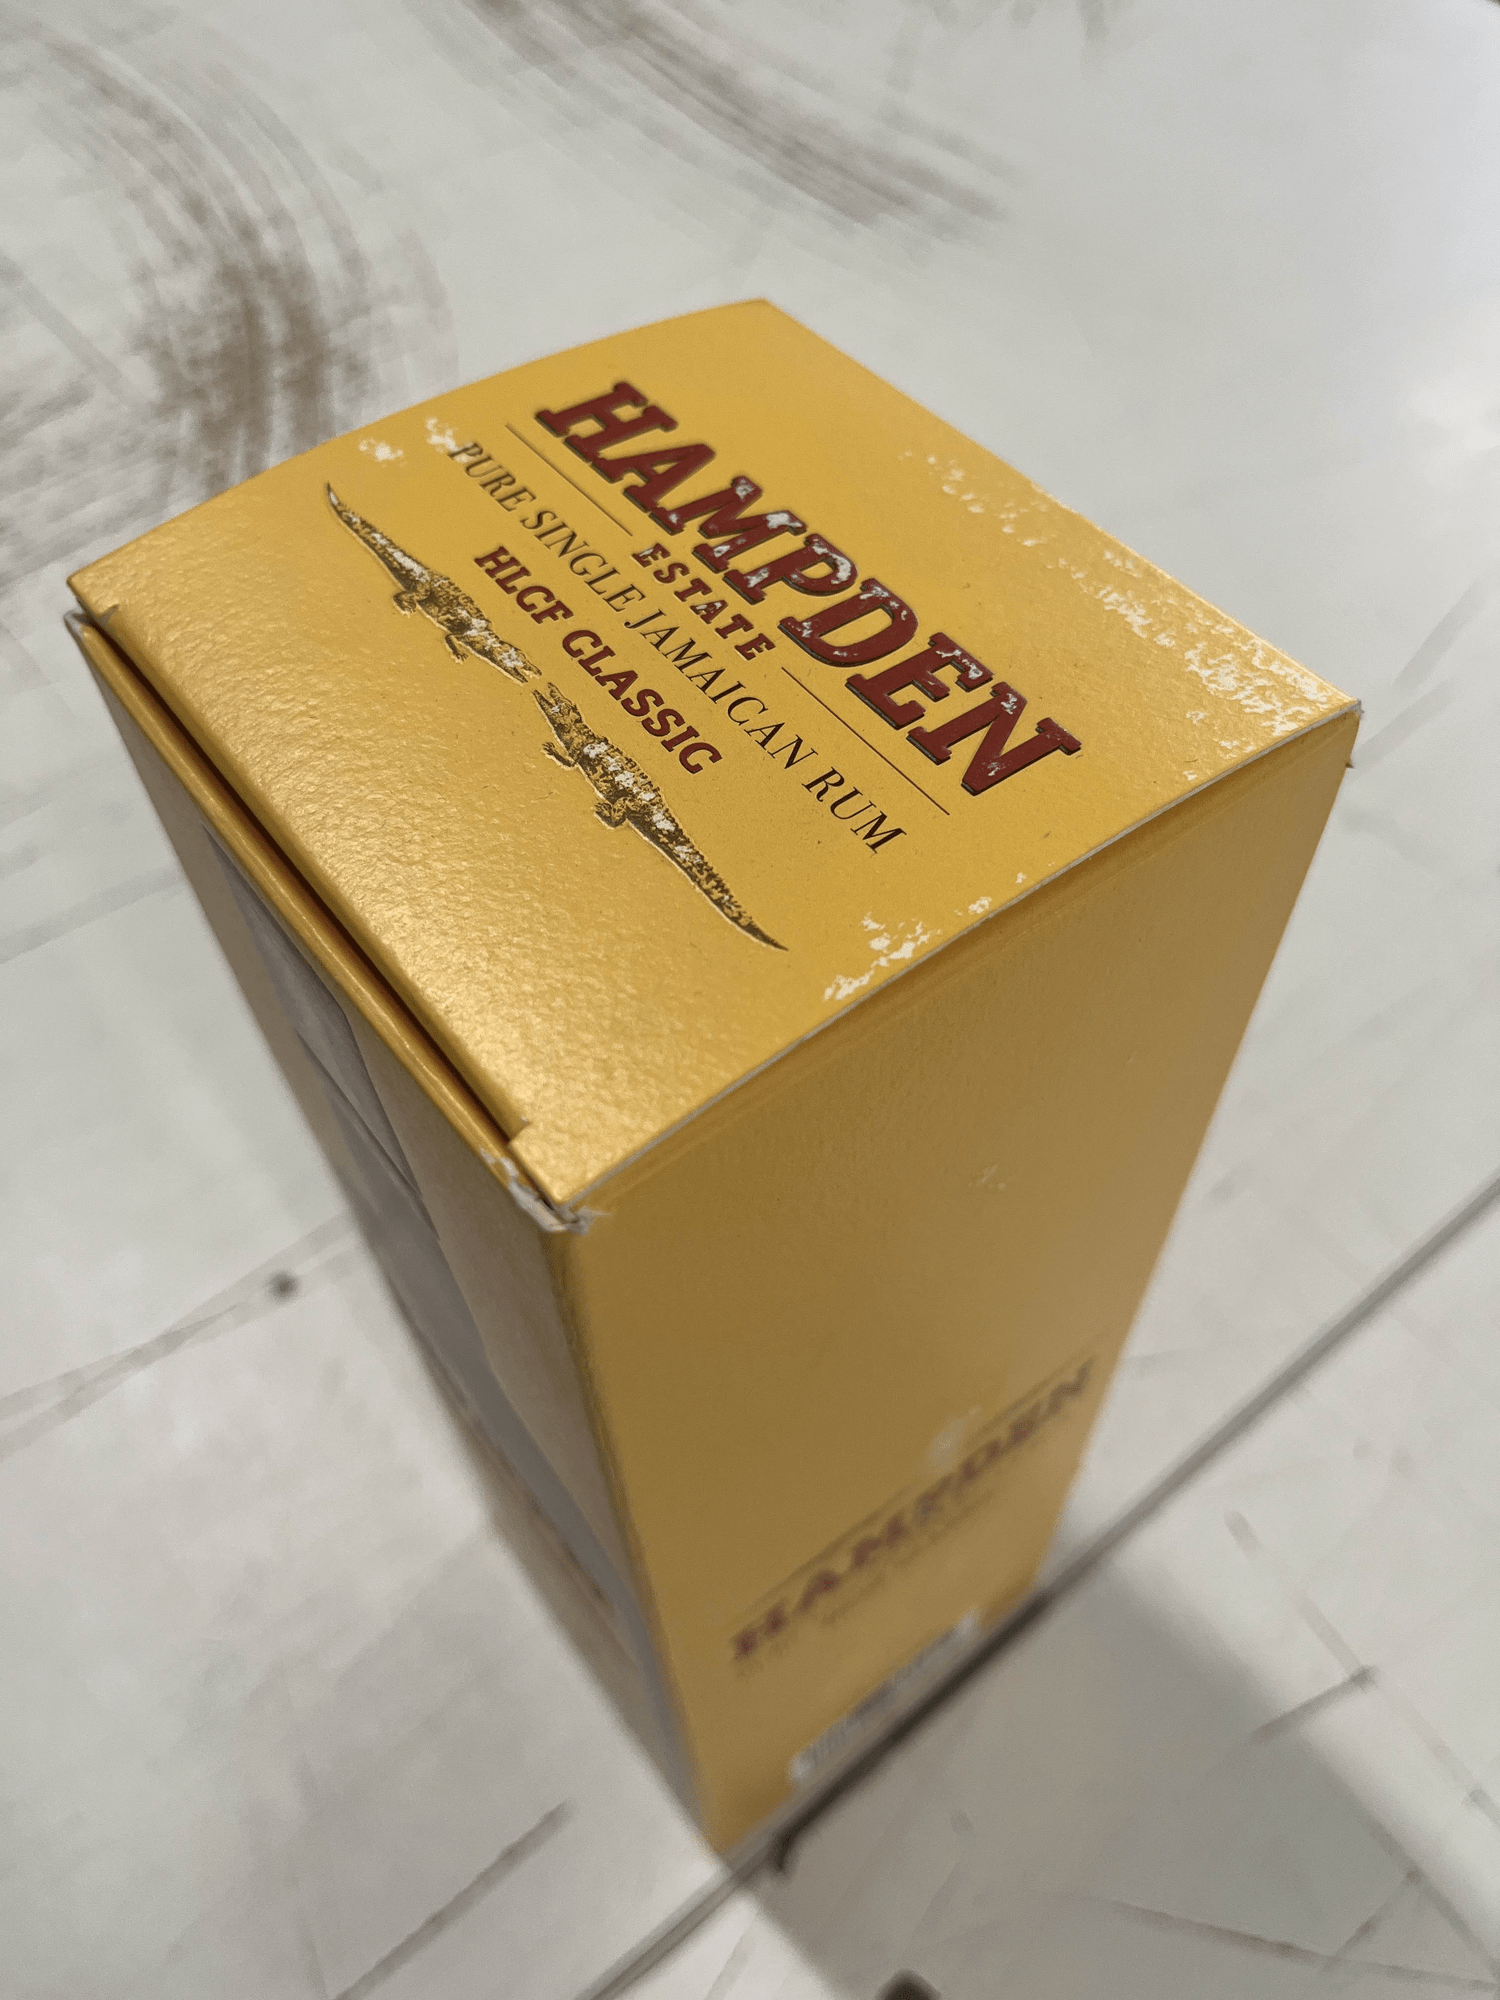 HAMPDEN
ESTATE
PURE SINGLE JAMAICAN RUM
HLCF CLASSIC
HAMPDEN